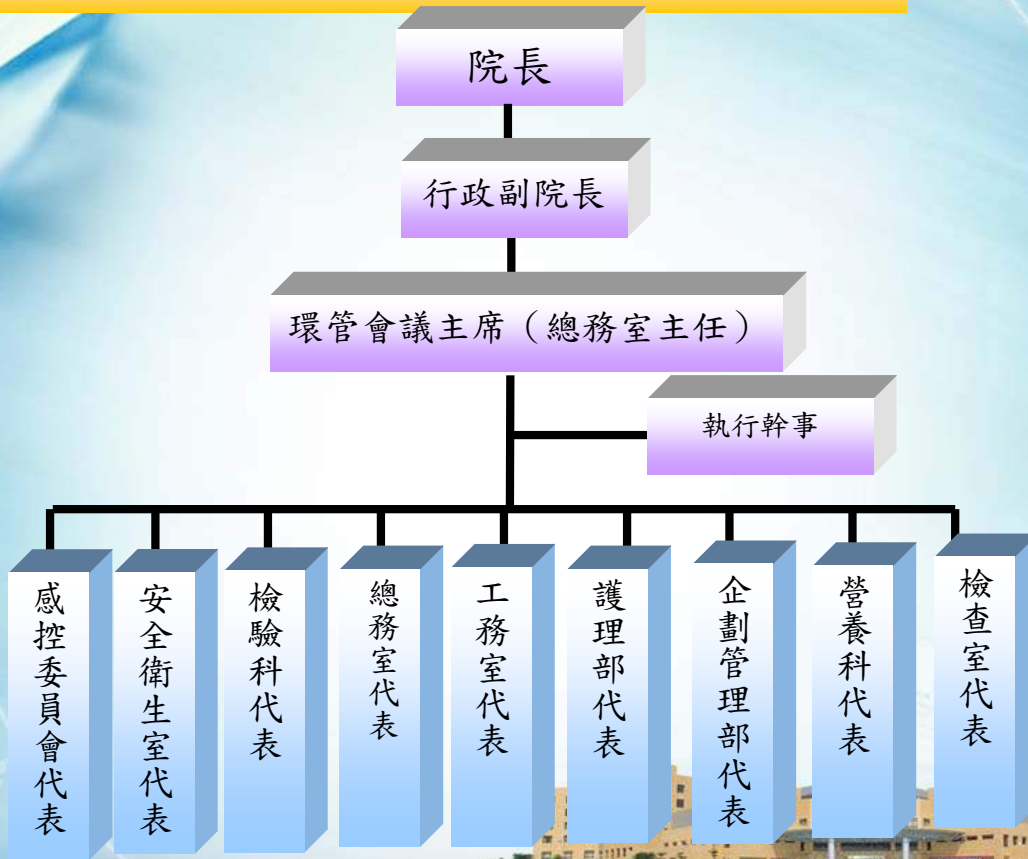 院長
行政副院長
環管會議主席（總務室主任）
執行幹事
感控委員會代表
安全衛生室代表
檢驗科代表
總務室代表
工務室代表
護理部代表
企劃管理部代表
營養科代表
檢查室代表